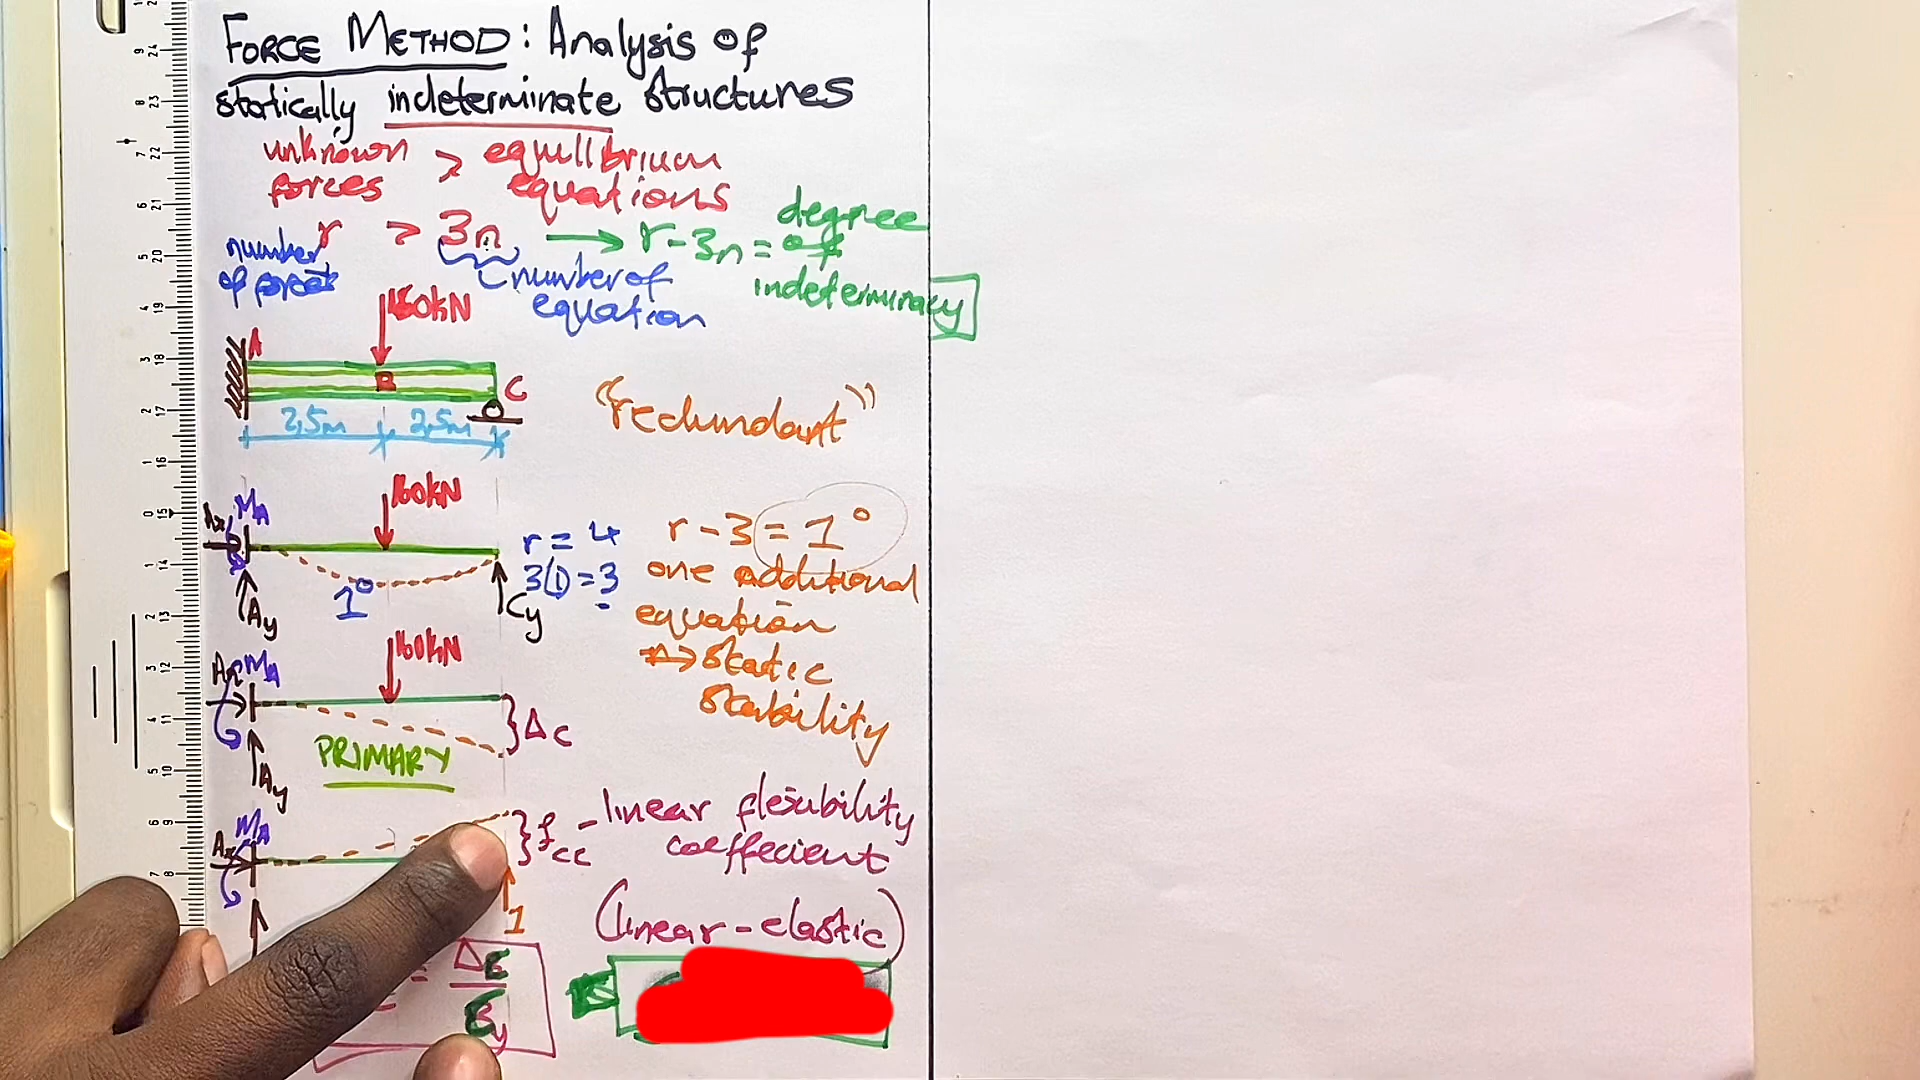 FORCE METHOD: Analysis of
statically indeterminate structures
unknown forces > equilibrium equations
r > 3n → r - 3n = degree of indeterminacy
number of forces
number of equation
160kN
A
B
C
2,5m 2,5m
"redundant"
160kN
Ax MA
Ay
1°
Cy
r = 4
3(1) = 3
r - 3 = 1°
one additional
equation
→ static
stability
160kN
Ax MA
Ay
ΔC
PRIMARY
Ax MA
fcc - linear flexibility
coeffecient
1
(linear-elastic)